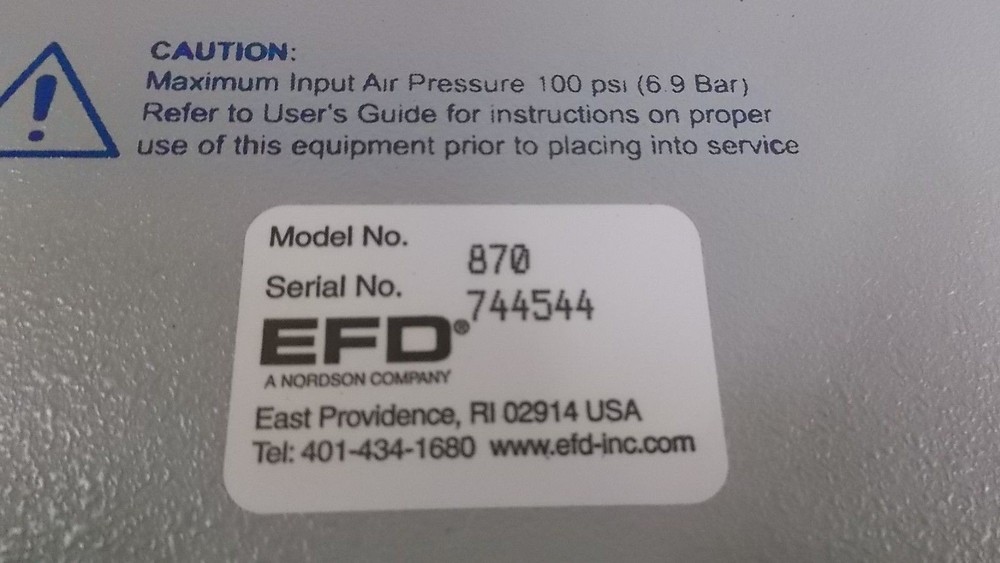 CAUTION:
Maximum Input Air Pressure 100 psi (6.9 Bar)
Refer to User's Guide for instructions on proper
use of this equipment prior to placing into service
Model No. 870
Serial No. 744544
EFD®
A NORDSON COMPANY
East Providence, RI 02914 USA
Tel: 401-434-1680 www.efd-inc.com